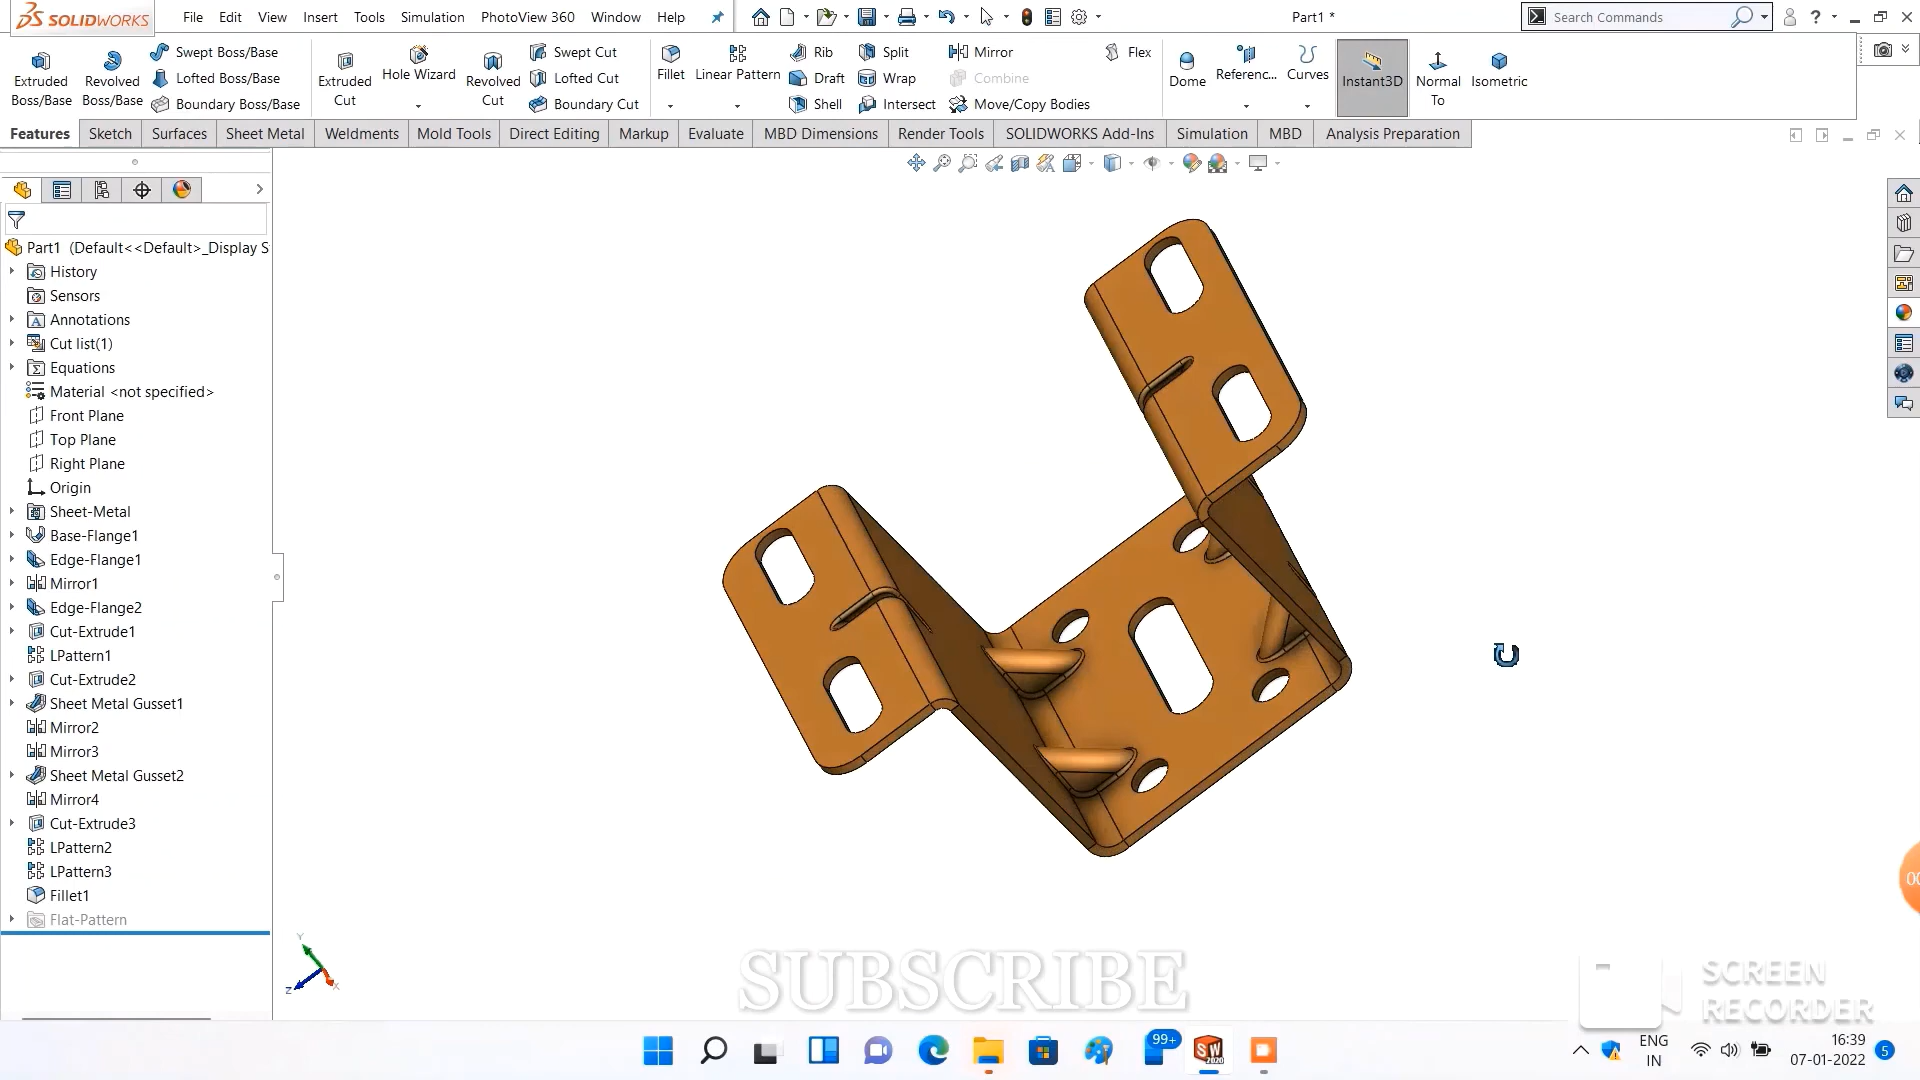 SOLIDWORKS File Edit View Insert Tools Simulation PhotoView 360 Window Help Part1 * Search Commands ?
Extruded Boss/Base
Revolved Boss/Base
Swept Boss/Base
Lofted Boss/Base
Boundary Boss/Base
Extruded Cut
Hole Wizard
Revolved Cut
Swept Cut
Lofted Cut
Boundary Cut
Fillet
Linear Pattern
Rib
Draft
Shell
Split
Wrap
Intersect
Mirror
Combine
Move/Copy Bodies
Flex
Dome
Referenc...
Curves
Instant3D
Normal To
Isometric
Features Sketch Surfaces Sheet Metal Weldments Mold Tools Direct Editing Markup Evaluate MBD Dimensions Render Tools SOLIDWORKS Add-Ins Simulation MBD Analysis Preparation
Part1 (Default<<Default>_Display S
History
Sensors
Annotations
Cut list(1)
Equations
Material <not specified>
Front Plane
Top Plane
Right Plane
Origin
Sheet-Metal
Base-Flange1
Edge-Flange1
Mirror1
Edge-Flange2
Cut-Extrude1
LPattern1
Cut-Extrude2
Sheet Metal Gusset1
Mirror2
Mirror3
Sheet Metal Gusset2
Mirror4
Cut-Extrude3
LPattern2
LPattern3
Fillet1
Flat-Pattern
Y
Z
X
00
SUBSCRIBE
SCREEN
RECORDER
99+
SW
2020
ENG
IN
16:39
07-01-2022
5